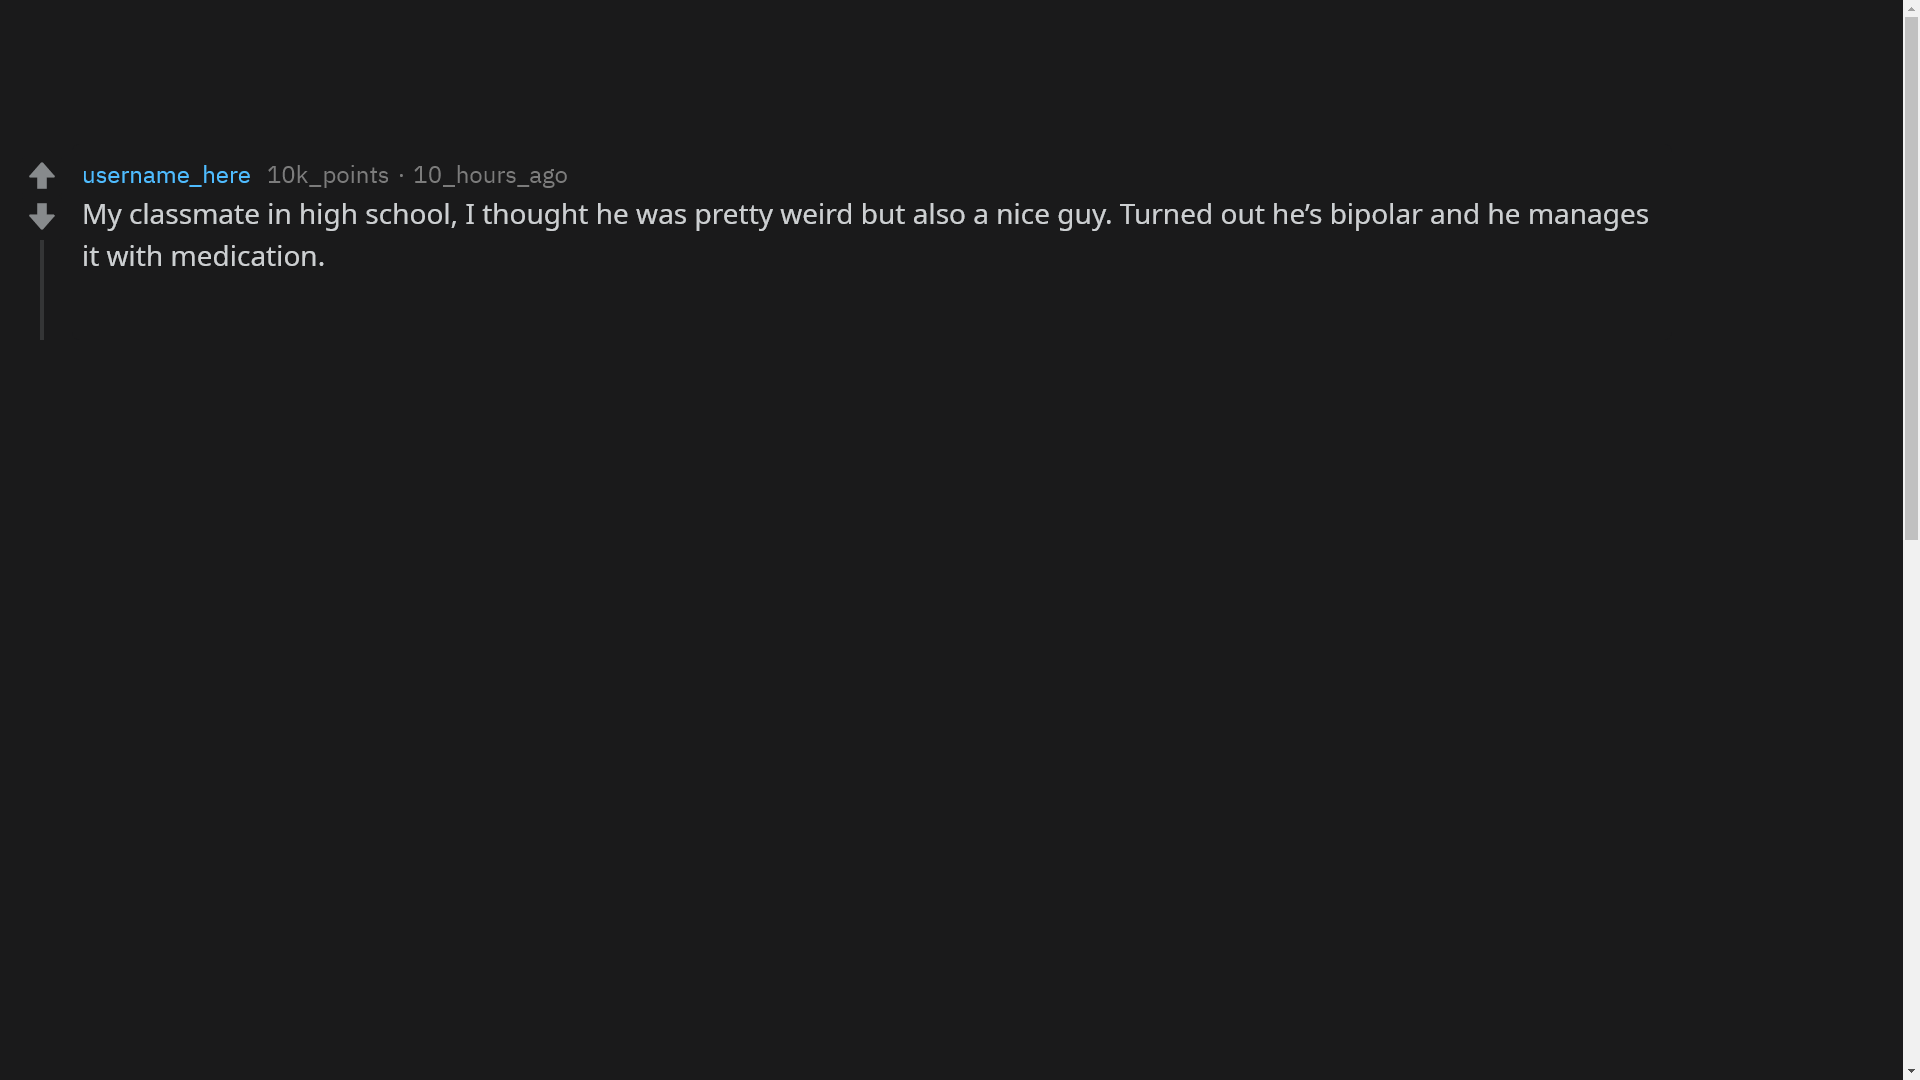 username_here 10k_points · 10_hours_ago
My classmate in high school, I thought he was pretty weird but also a nice guy. Turned out he’s bipolar and he manages
it with medication.